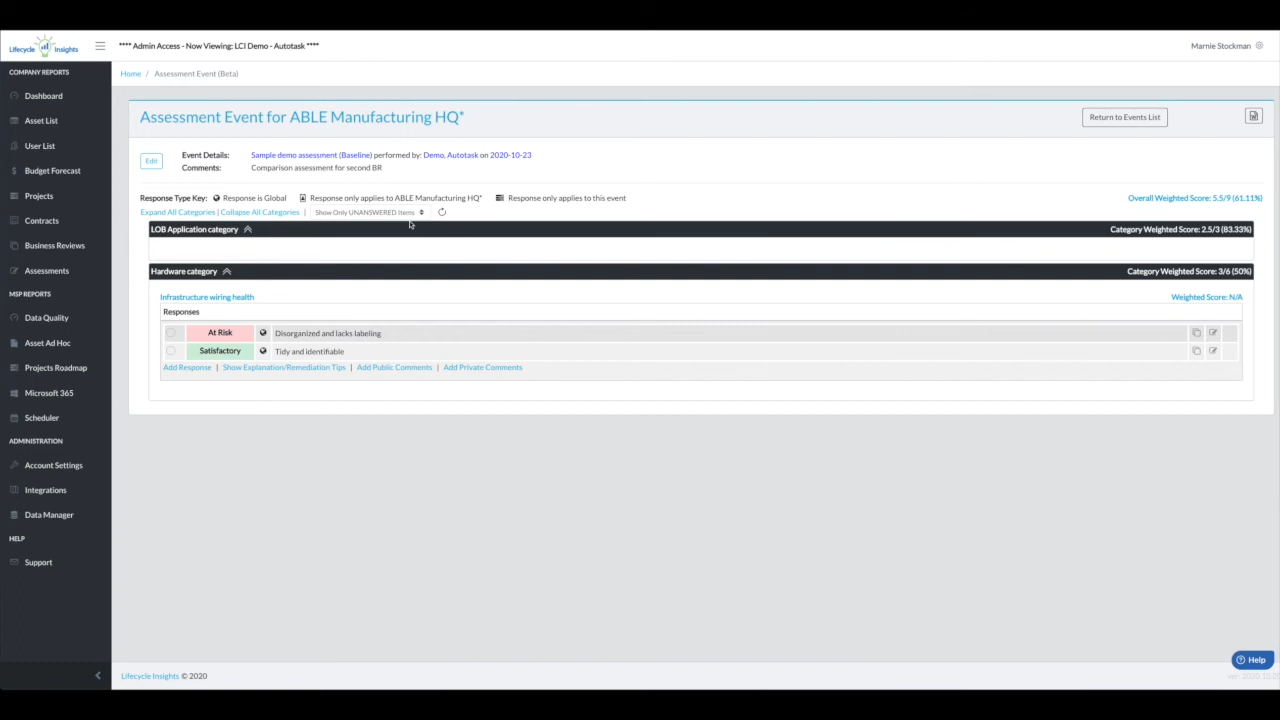 Lifecycle Insights
**** Admin Access - Now Viewing: LCI Demo - Autotask ****
Marnie Stockman
COMPANY REPORTS
Dashboard
Asset List
User List
Budget Forecast
Projects
Contracts
Business Reviews
Assessments
MSP REPORTS
Data Quality
Asset Ad Hoc
Projects Roadmap
Microsoft 365
Scheduler
ADMINISTRATION
Account Settings
Integrations
Data Manager
HELP
Support
Home / Assessment Event (Beta)
Assessment Event for ABLE Manufacturing HQ*
Return to Events List
Edit
Event Details: Sample demo assessment (Baseline) performed by: Demo, Autotask on 2020-10-23
Comments: Comparison assessment for second BR
Response Type Key: Response is Global Response only applies to ABLE Manufacturing HQ* Response only applies to this event
Overall Weighted Score: 5.5/9 (61.11%)
Expand All Categories | Collapse All Categories | Show Only UNANSWERED Items
LOB Application category Category Weighted Score: 2.5/3 (83.33%)
Hardware category Category Weighted Score: 3/6 (50%)
Infrastructure wiring health Weighted Score: N/A
Responses
At Risk Disorganized and lacks labeling
Satisfactory Tidy and identifiable
Add Response | Show Explanation/Remediation Tips | Add Public Comments | Add Private Comments
Help
Lifecycle Insights © 2020